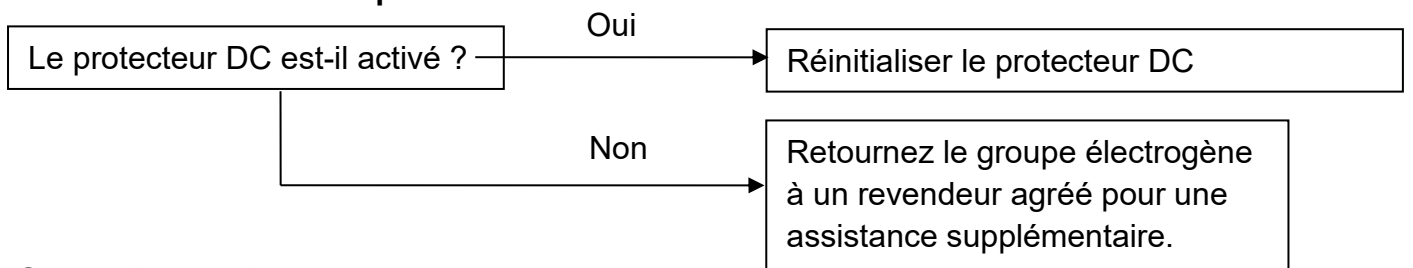 Oui
Le protecteur DC est-il activé ?
Réinitialiser le protecteur DC
Non
Retournez le groupe électrogène
à un revendeur agréé pour une
assistance supplémentaire.